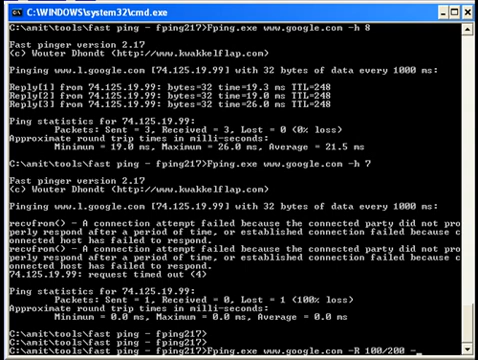 C:\WINDOWS\system32\cmd.exe
C:\amit\tools\fast ping - fping217>Fping.exe www.google.com -h 8
Fast pinger version 2.17
(c) Wouter Dhondt (http://www.kwakkelflap.com)
Pinging www.l.google.com [74.125.19.99] with 32 bytes of data every 1000 ms:
Reply[1] from 74.125.19.99: bytes=32 time=19.3 ms TTL=248
Reply[2] from 74.125.19.99: bytes=32 time=19.0 ms TTL=248
Reply[3] from 74.125.19.99: bytes=32 time=26.0 ms TTL=248
Ping statistics for 74.125.19.99:
Packets: Sent = 3, Received = 3, Lost = 0 (0% loss)
Approximate round trip times in milli-seconds:
Minimum = 19.0 ms, Maximum = 26.0 ms, Average = 21.5 ms
C:\amit\tools\fast ping - fping217>Fping.exe www.google.com -h 7
Fast pinger version 2.17
(c) Wouter Dhondt (http://www.kwakkelflap.com)
Pinging www.l.google.com [74.125.19.99] with 32 bytes of data every 1000 ms:
recvfrom() - A connection attempt failed because the connected party did not pro
perly respond after a period of time, or established connection failed because c
onnected host has failed to respond.
recvfrom() - A connection attempt failed because the connected party did not pro
perly respond after a period of time, or established connection failed because c
onnected host has failed to respond.
74.125.19.99: request timed out (4)
Ping statistics for 74.125.19.99:
Packets: Sent = 1, Received = 0, Lost = 1 (100% loss)
Approximate round trip times in milli-seconds:
Minimum = 0.0 ms, Maximum = 0.0 ms, Average = 0.0 ms
C:\amit\tools\fast ping - fping217>
C:\amit\tools\fast ping - fping217>
C:\amit\tools\fast ping - fping217>Fping.exe www.google.com -R 100/200 -